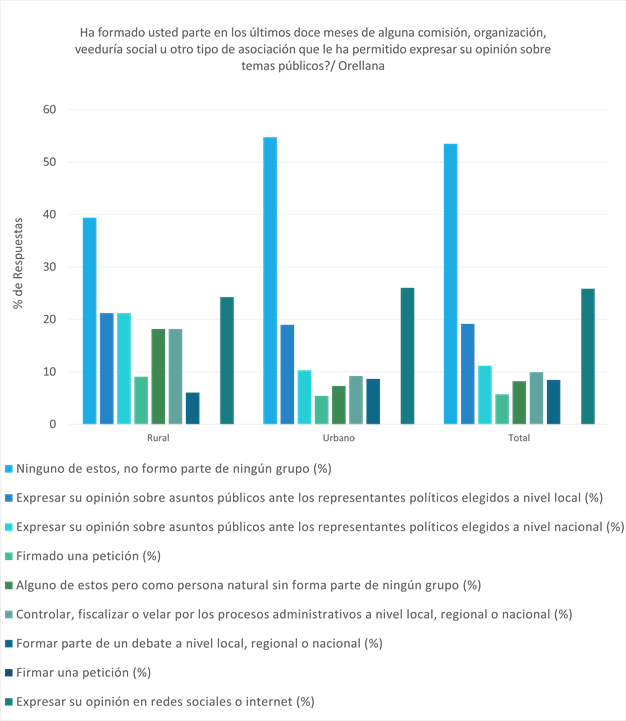 Ha formado usted parte en los últimos doce meses de alguna comisión, organización,
veeduría social u otro tipo de asociación que le ha permitido expresar su opinión sobre
temas públicos?/ Orellana
60
50
40
30
20
10
0
% de Respuestas
Rural
Urbano
Total
Ninguno de estos, no formo parte de ningún grupo (%)
Expresar su opinión sobre asuntos públicos ante los representantes políticos elegidos a nivel local (%)
Expresar su opinión sobre asuntos públicos ante los representantes políticos elegidos a nivel nacional (%)
Firmado una petición (%)
Alguno de estos pero como persona natural sin forma parte de ningún grupo (%)
Controlar, fiscalizar o velar por los procesos administrativos a nivel local, regional o nacional (%)
Formar parte de un debate a nivel local, regional o nacional (%)
Firmar una petición (%)
Expresar su opinión en redes sociales o internet (%)